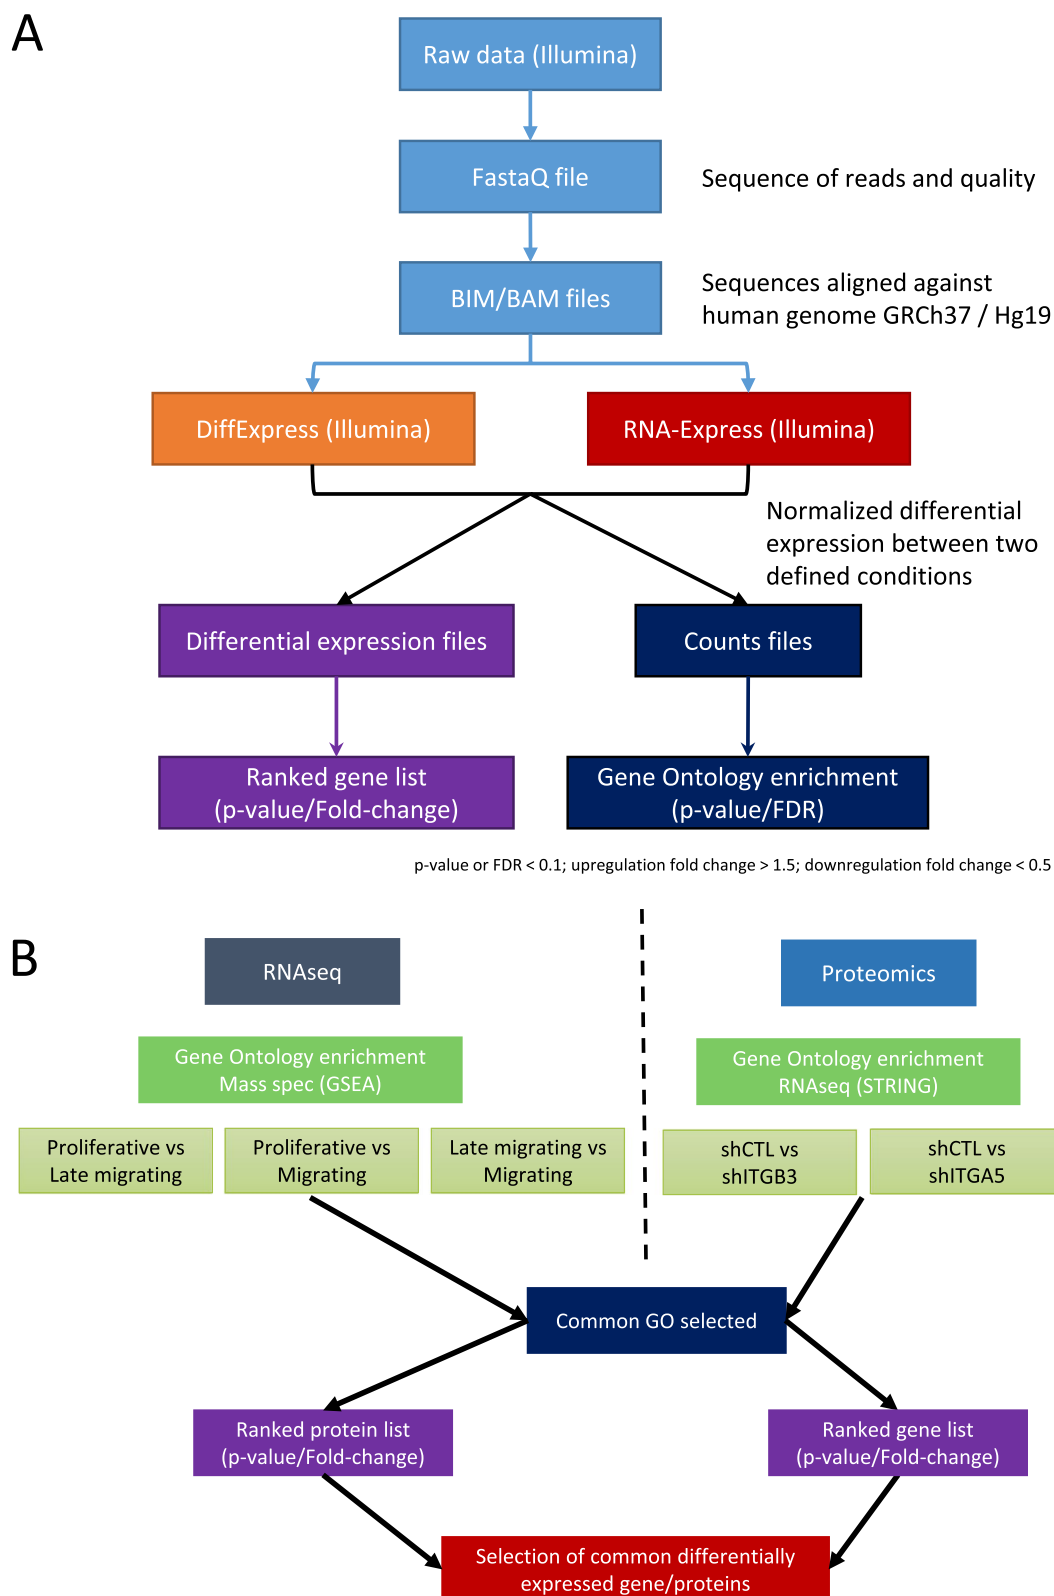 A
Raw data (Illumina)
FastaQ file
Sequence of reads and quality
BIM/BAM files
Sequences aligned against
human genome GRCh37 / Hg19
DiffExpress (Illumina)
RNA-Express (Illumina)
Normalized differential
expression between two
defined conditions
Differential expression files
Counts files
Ranked gene list
(p-value/Fold-change)
Gene Ontology enrichment
(p-value/FDR)
p-value or FDR < 0.1; upregulation fold change > 1.5; downregulation fold change < 0.5
B
RNAseq
Proteomics
Gene Ontology enrichment
Mass spec (GSEA)
Gene Ontology enrichment
RNAseq (STRING)
Proliferative vs
Late migrating
Proliferative vs
Migrating
Late migrating vs
Migrating
shCTL vs
shITGB3
shCTL vs
shITGA5
Common GO selected
Ranked protein list
(p-value/Fold-change)
Ranked gene list
(p-value/Fold-change)
Selection of common differentially
expressed gene/proteins